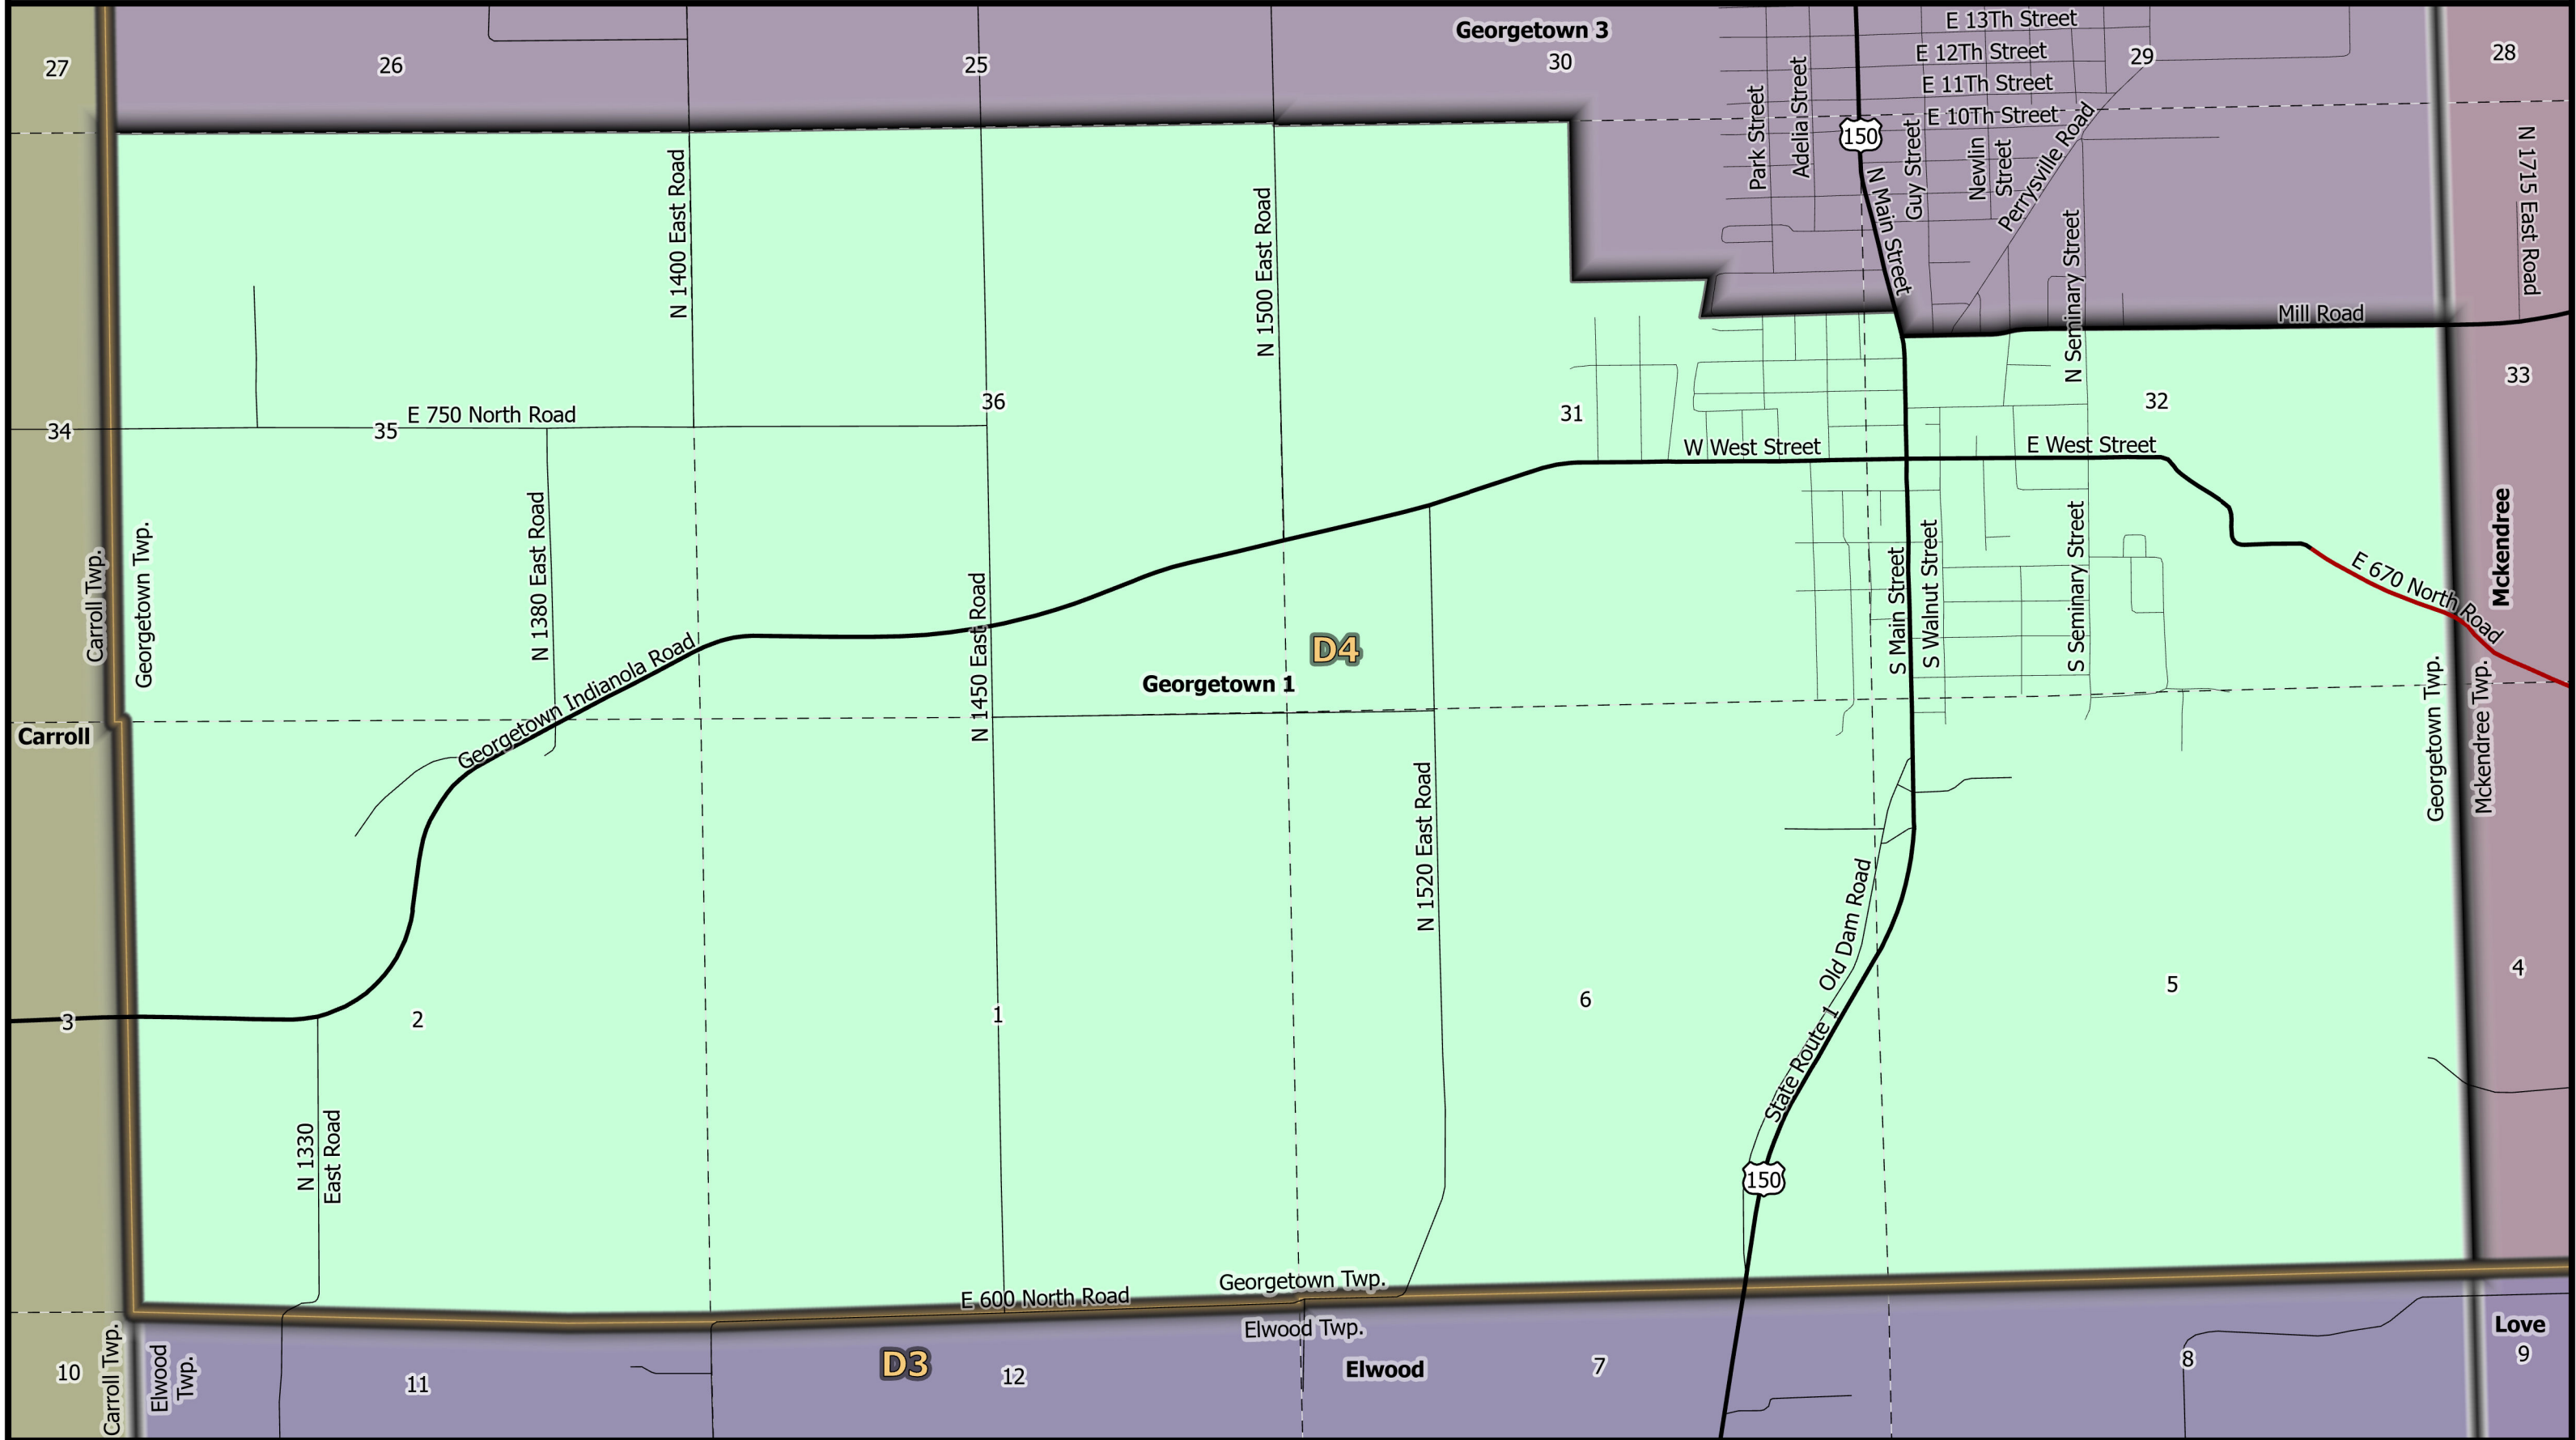 Georgetown 3
27
26
25
30
29
28
E 13Th Street
E 12Th Street
E 11Th Street
E 10Th Street
150
Park Street
Adelia Street
N Main Street
Guy Street
Newlin
Street
Perrysville Road
N Seminary Street
N 1715 East Road
Mill Road
N 1400 East Road
N 1500 East Road
33
34
35
E 750 North Road
36
31
32
W West Street
E West Street
Carroll Twp.
Georgetown Twp.
N 1380 East Road
Georgetown Indianola Road
N 1450 East Road
D4
Georgetown 1
S Main Street
S Walnut Street
S Seminary Street
E 670 North Road
Mckendree
Georgetown Twp.
Mckendree Twp.
Carroll
N 1520 East Road
Old Dam Road
State Route 1
150
3
2
1
6
5
4
N 1330
East Road
E 600 North Road
Georgetown Twp.
Elwood Twp.
Carroll Twp.
Elwood
Twp.
10
11
D3
12
Elwood
7
8
Love
9